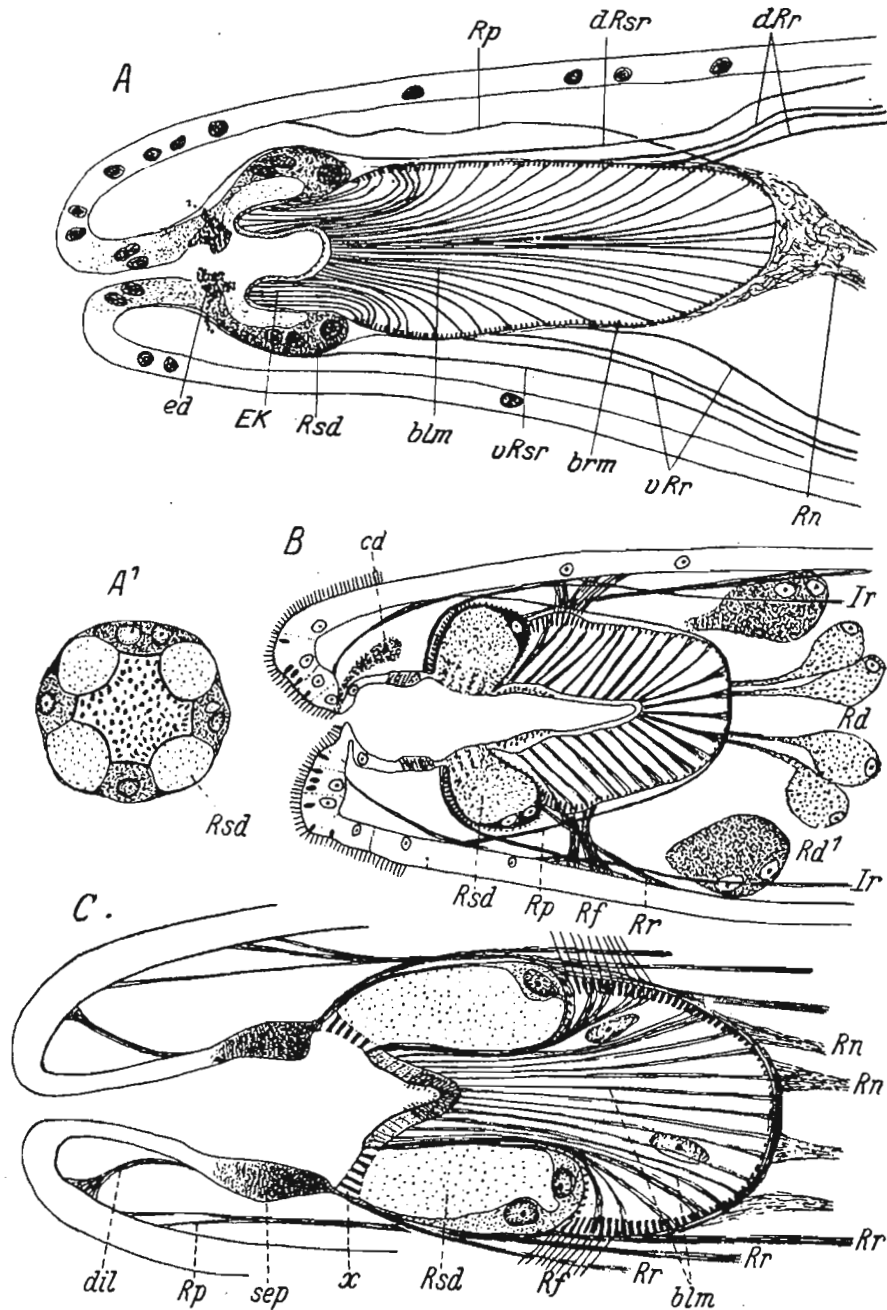 Rp dRsr dRr
A
ed EK Rsd blm vRsr brm vRr Rn
B cd
A¹
Ir
Rd
Rsd
Rd¹
Ir
Rsd Rp Rf Rr
C.
Rn
Rn
Rr
dil Rp sep x Rsd Rf Rr blm Rr